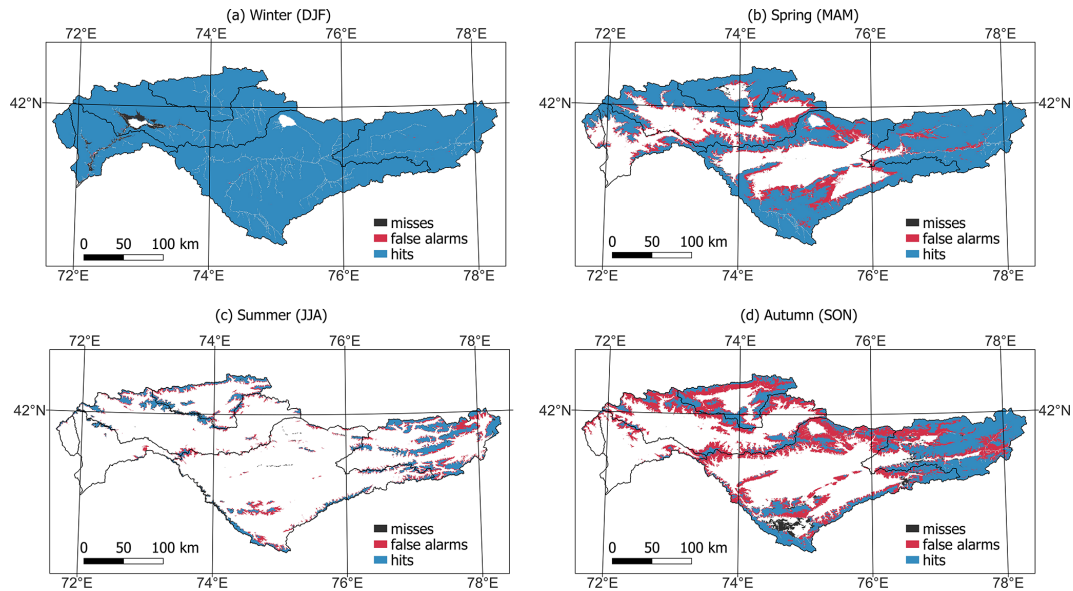 (a) Winter (DJF)
72°E 74°E 76°E 78°E
42°N
misses
false alarms
hits
0 50 100 km
72°E 74°E 76°E 78°E
(b) Spring (MAM)
72°E 74°E 76°E 78°E
42°N
misses
false alarms
hits
0 50 100 km
72°E 74°E 76°E 78°E
(c) Summer (JJA)
72°E 74°E 76°E 78°E
42°N
misses
false alarms
hits
0 50 100 km
72°E 74°E 76°E 78°E
(d) Autumn (SON)
72°E 74°E 76°E 78°E
42°N
misses
false alarms
hits
0 50 100 km
72°E 74°E 76°E 78°E